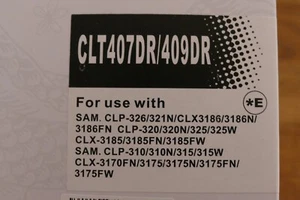 CLT407DR/409DR
For use with
*E
SAM. CLP-326/321N/CLX3186/3186N/
3186FN CLP-320/320N/325/325W
CLX-3185/3185FN/3185FW
SAM. CLP-310/310N/315/315W
CLX-3170FN/3175/3175N/3175FN/
3175FW